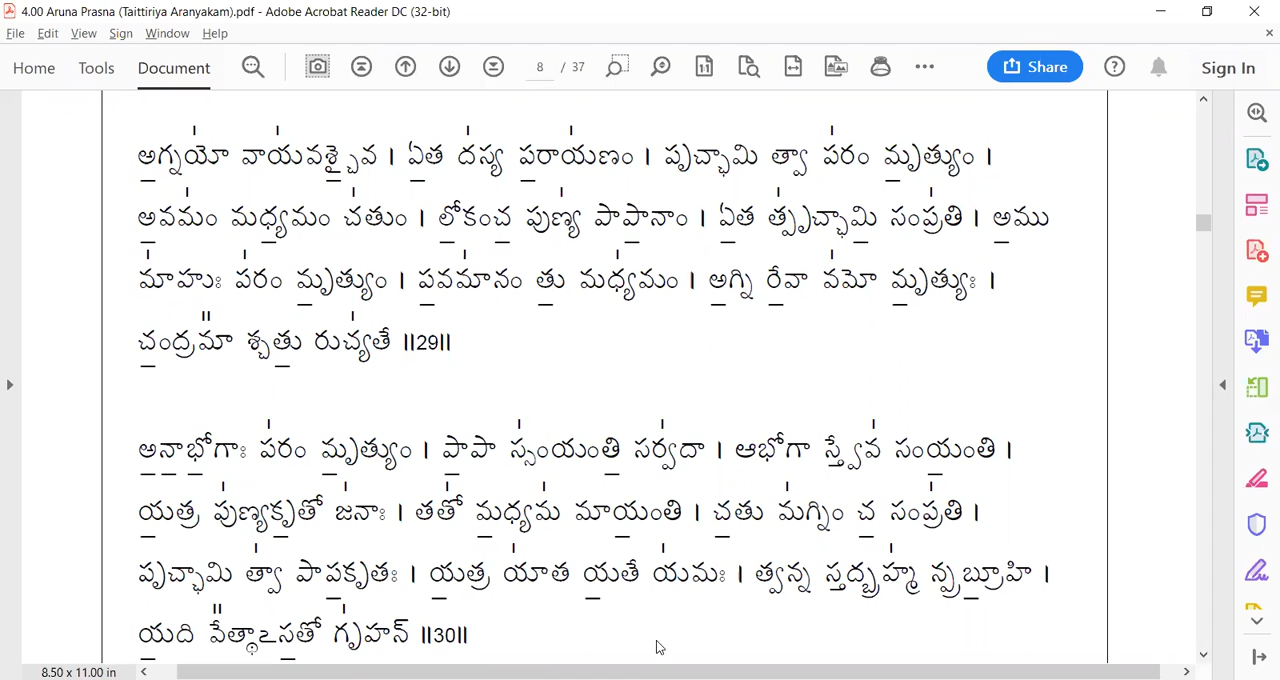 4.00 Aruna Prasna (Taittiriya Aranyakam).pdf - Adobe Acrobat Reader DC (32-bit)
File Edit View Sign Window Help
Home Tools Document 8 / 37 Share Sign In
అగ్నయో వాయవశ్చైవ । ఏత దస్య పరాయణం । పృచ్ఛామి త్వా పరం మృత్యుం ।
అవమం మధ్యమం చతుం । లోకంచ పుణ్య పాపానాం । ఏత త్పృచ్ఛామి సంప్రతి । అము
మాహుః పరం మృత్యుం । పవమానం తు మధ్యమం । అగ్ని రేవా వమో మృత్యుః ।
చంద్రమా శ్చతు రుచ్యతే ॥29॥
అనాభోగాః పరం మృత్యుం । పాపా స్సంయంతి సర్వదా । ఆభోగా స్త్వేవ సంయంతి ।
యత్ర పుణ్యకృతో జనాః । తతో మధ్యమ మాయంతి । చతు మగ్నిం చ సంప్రతి ।
పృచ్ఛామి త్వా పాపకృతః । యత్ర యాత యతే యమః । త్వన్న స్తద్బ్రహ్మ న్ప్రబ్రూహి ।
యది వేత్థాఽసతో గృహన్ ॥30॥
8.50 x 11.00 in